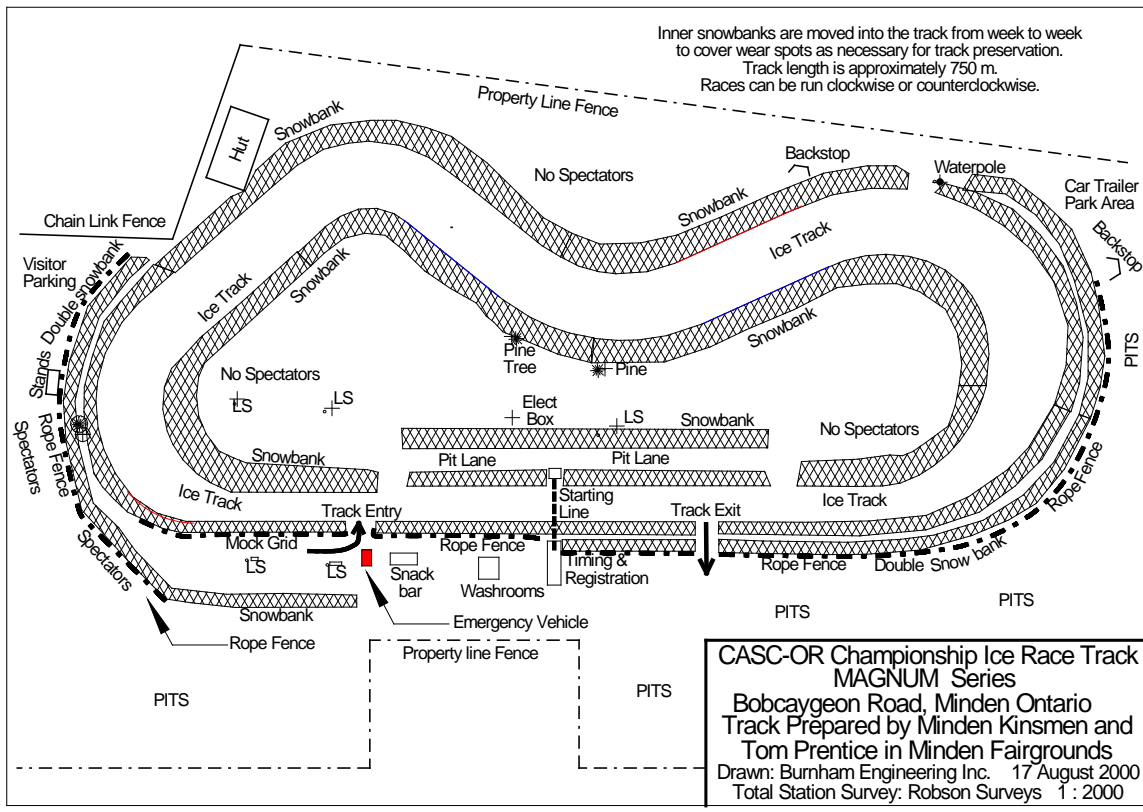 Inner snowbanks are moved into the track from week to week
to cover wear spots as necessary for track preservation.
Track length is approximately 750 m.
Races can be run clockwise or counterclockwise.
Property Line Fence
Snowbank
Hut
No Spectators
Backstop
Waterpole
Car Trailer
Park Area
Snowbank
Chain Link Fence
Ice Track
Backstop
Visitor
Parking
Double snowbank
Ice Track
Snowbank
Snowbank
PITS
Stands
Pine
Tree
Pine
No Spectators
LS
LS
Elect
Box
LS
Snowbank
No Spectators
Rope Fence
Spectators
Snowbank
Pit Lane
Pit Lane
Rope Fence
Ice Track
Starting
Line
Ice Track
Track Entry
Track Exit
Spectators
Mock Grid
Rope Fence
LS
LS
Snack
bar
Washrooms
Timing &
Registration
Rope Fence
Double Snow bank
Snowbank
Emergency Vehicle
PITS
PITS
Rope Fence
Property line Fence
PITS
PITS
CASC-OR Championship Ice Race Track
MAGNUM Series
Bobcaygeon Road, Minden Ontario
Track Prepared by Minden Kinsmen and
Tom Prentice in Minden Fairgrounds
Drawn: Burnham Engineering Inc. 17 August 2000
Total Station Survey: Robson Surveys 1 : 2000